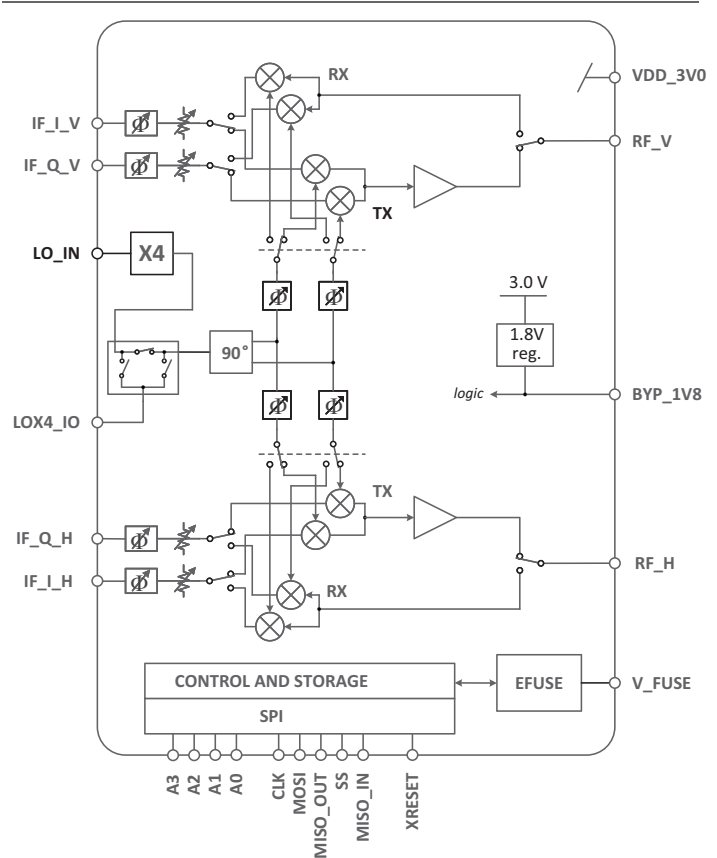 RX
VDD_3V0
IF_I_V
Φ
RF_V
IF_Q_V
Φ
TX
LO_IN
X4
Φ
Φ
3.0 V
1.8V
reg.
90°
logic
BYP_1V8
Φ
Φ
LOX4_IO
TX
IF_Q_H
Φ
RF_H
IF_I_H
Φ
RX
CONTROL AND STORAGE
EFUSE
V_FUSE
SPI
A3
A2
A1
A0
CLK
MOSI
MISO_OUT
SS
MISO_IN
XRESET